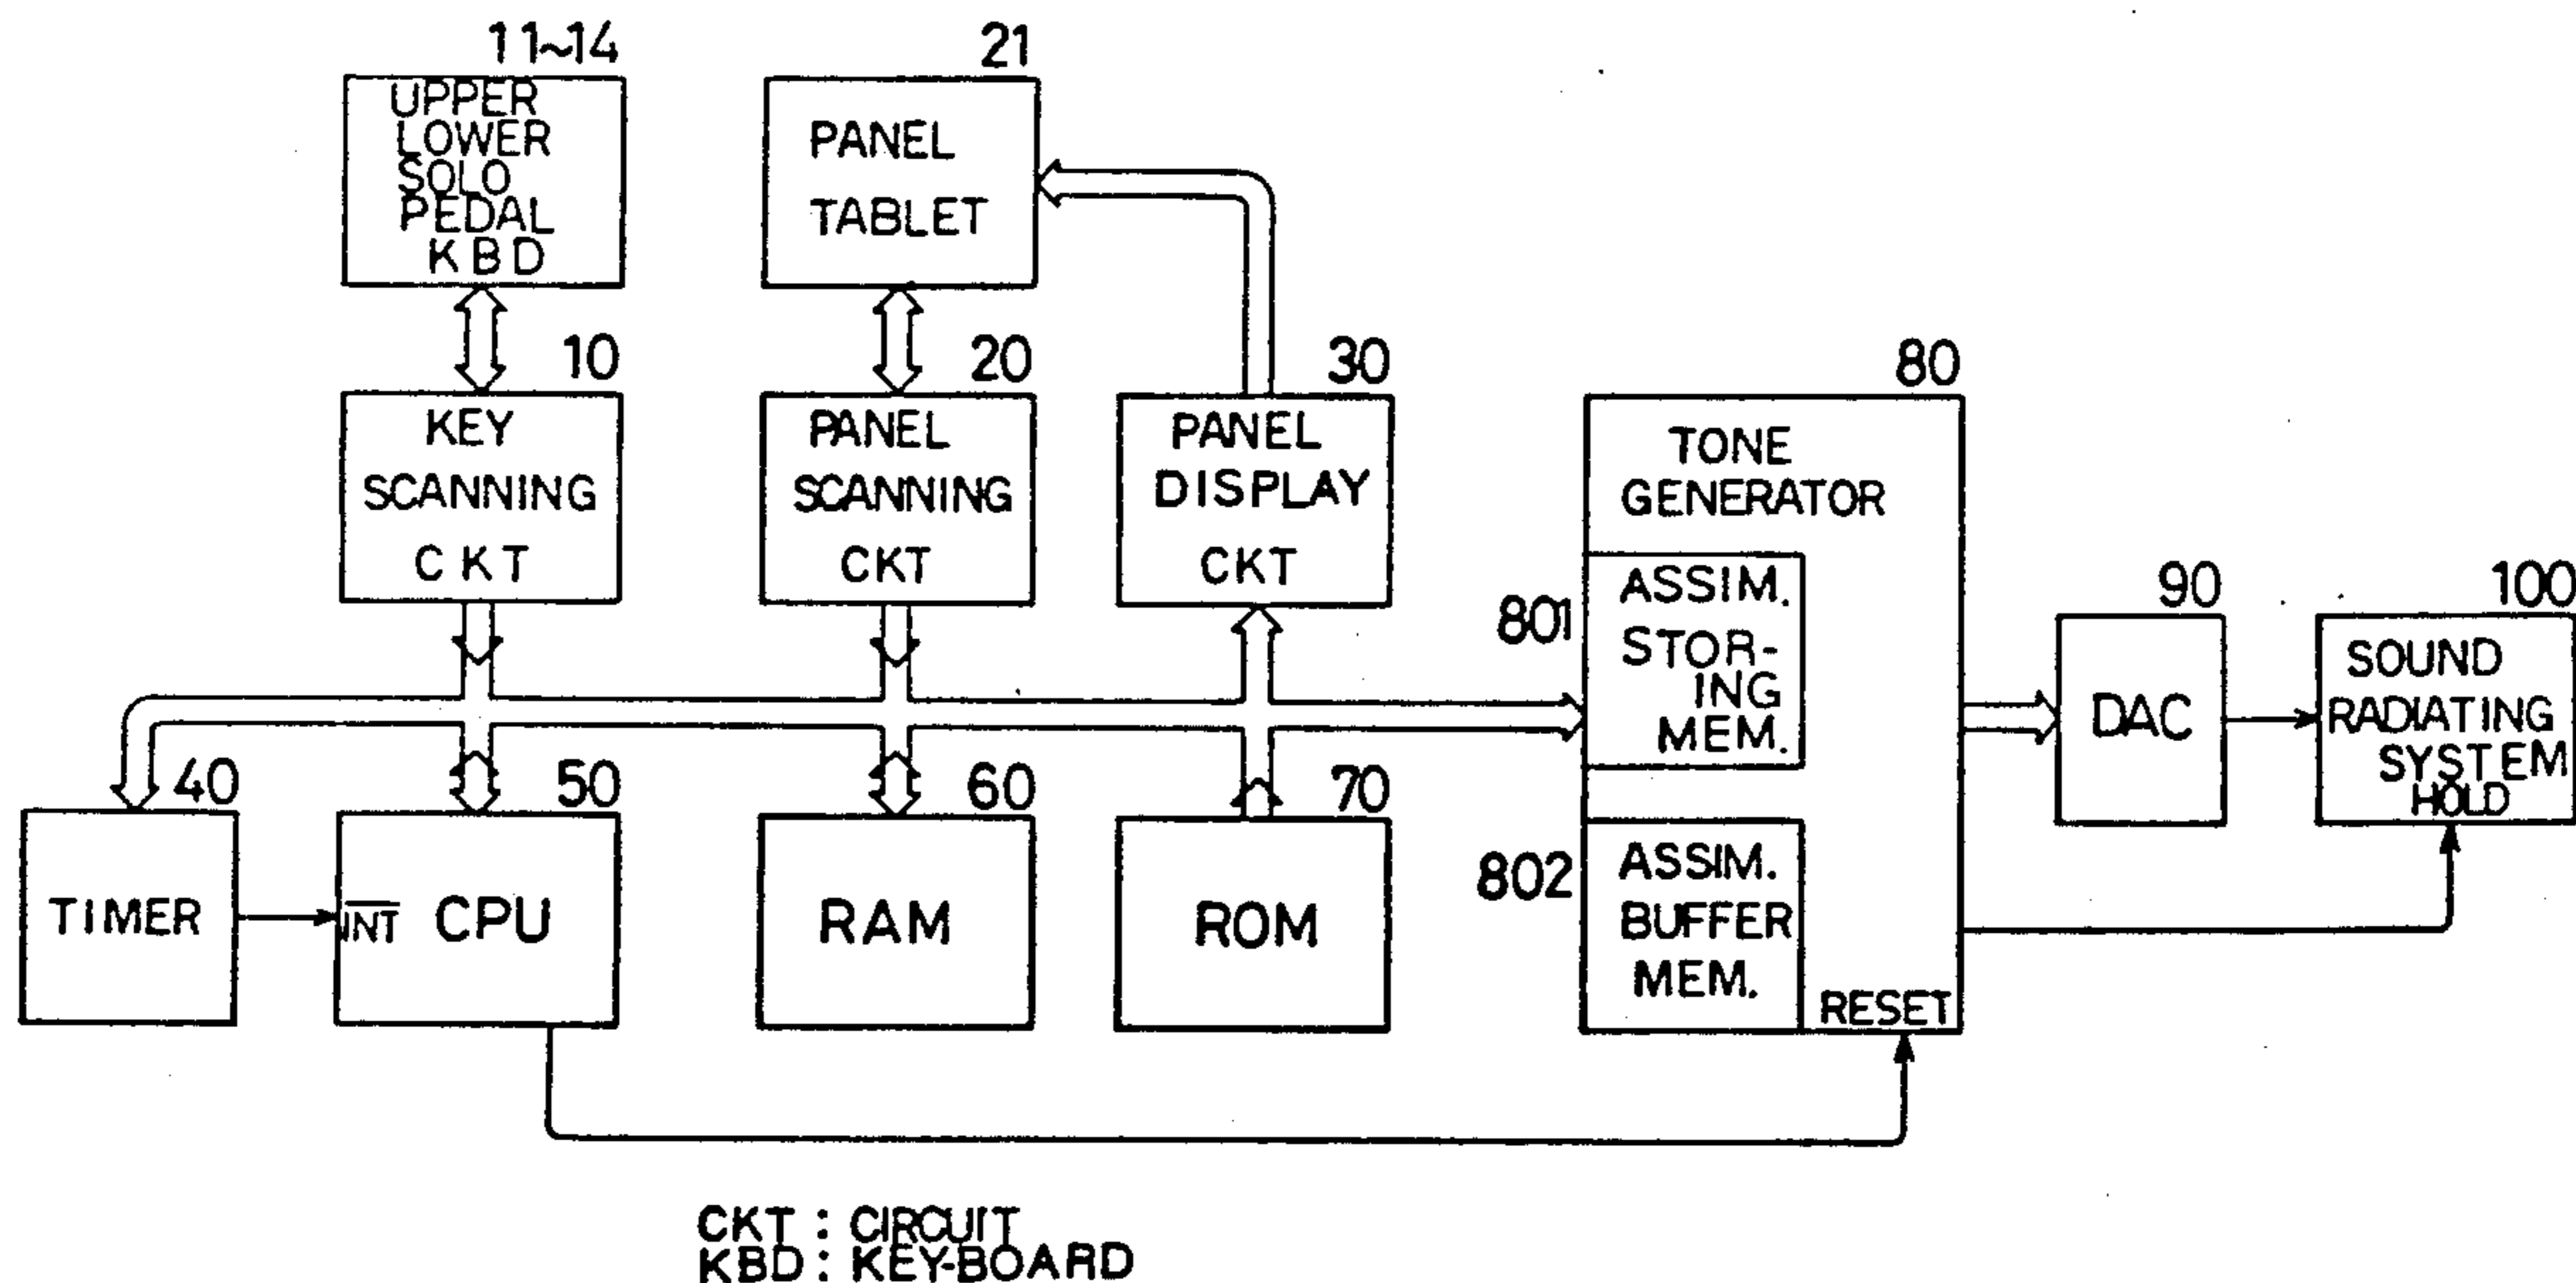 11~14
UPPER
LOWER
SOLO
PEDAL
KBD
21
PANEL
TABLET
10
KEY
SCANNING
CKT
20
PANEL
SCANNING
CKT
30
PANEL
DISPLAY
CKT
80
TONE
GENERATOR
801
ASSIM.
STOR-
ING
MEM.
802
ASSIM.
BUFFER
MEM.
RESET
90
DAC
100
SOUND
RADIATING
SYSTEM
HOLD
40
TIMER
50
INT CPU
60
RAM
70
ROM
CKT : CIRCUIT
KBD : KEY-BOARD